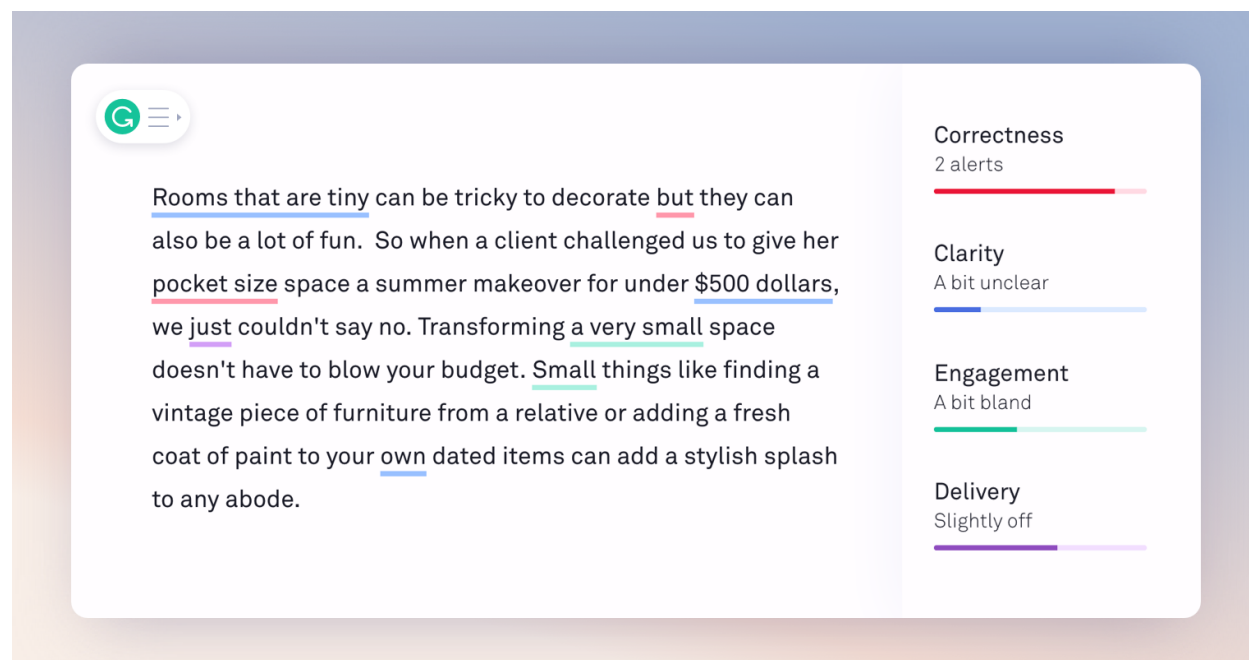 Rooms that are tiny can be tricky to decorate but they can
also be a lot of fun.  So when a client challenged us to give her
pocket size space a summer makeover for under $500 dollars,
we just couldn't say no. Transforming a very small space
doesn't have to blow your budget. Small things like finding a
vintage piece of furniture from a relative or adding a fresh
coat of paint to your own dated items can add a stylish splash
to any abode.
Correctness
2 alerts
Clarity
A bit unclear
Engagement
A bit bland
Delivery
Slightly off